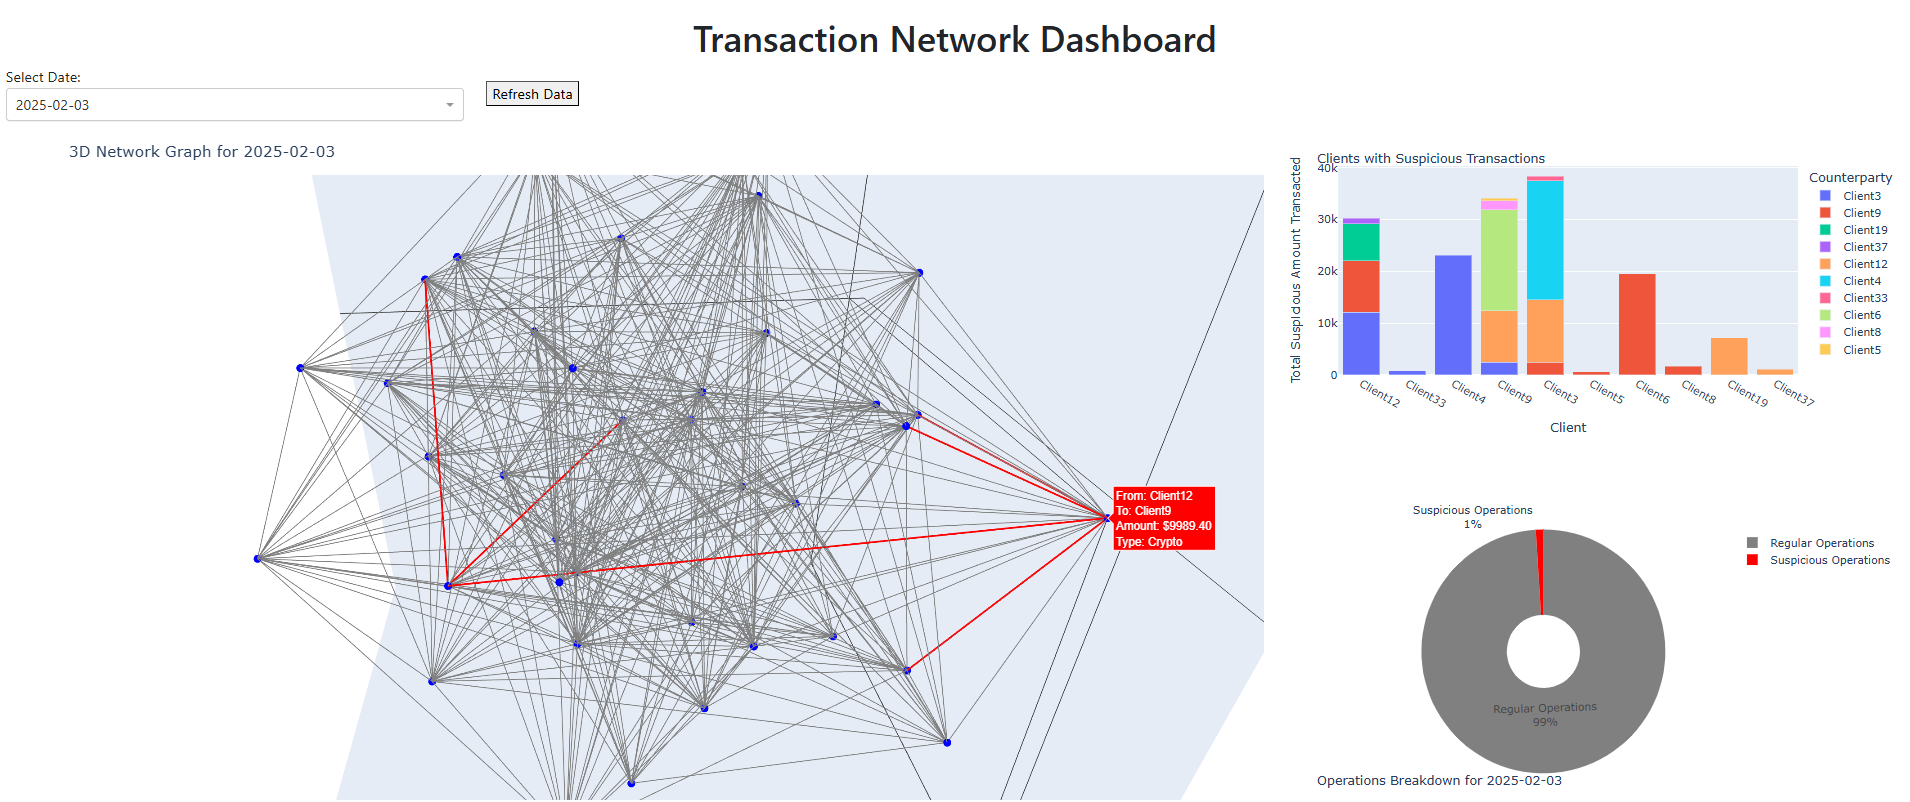 Transaction Network Dashboard
Select Date:
2025-02-03
Refresh Data
3D Network Graph for 2025-02-03
From: Client12
To: Client9
Amount: $9989.40
Type: Crypto
Clients with Suspicious Transactions
Total Suspicious Amount Transacted
40k
30k
20k
10k
0
Client12
Client33
Client4
Client9
Client3
Client5
Client6
Client8
Client19
Client37
Client
Counterparty
Client3
Client9
Client19
Client37
Client12
Client4
Client33
Client6
Client8
Client5
Suspicious Operations
1%
Regular Operations
99%
Regular Operations
Suspicious Operations
Operations Breakdown for 2025-02-03